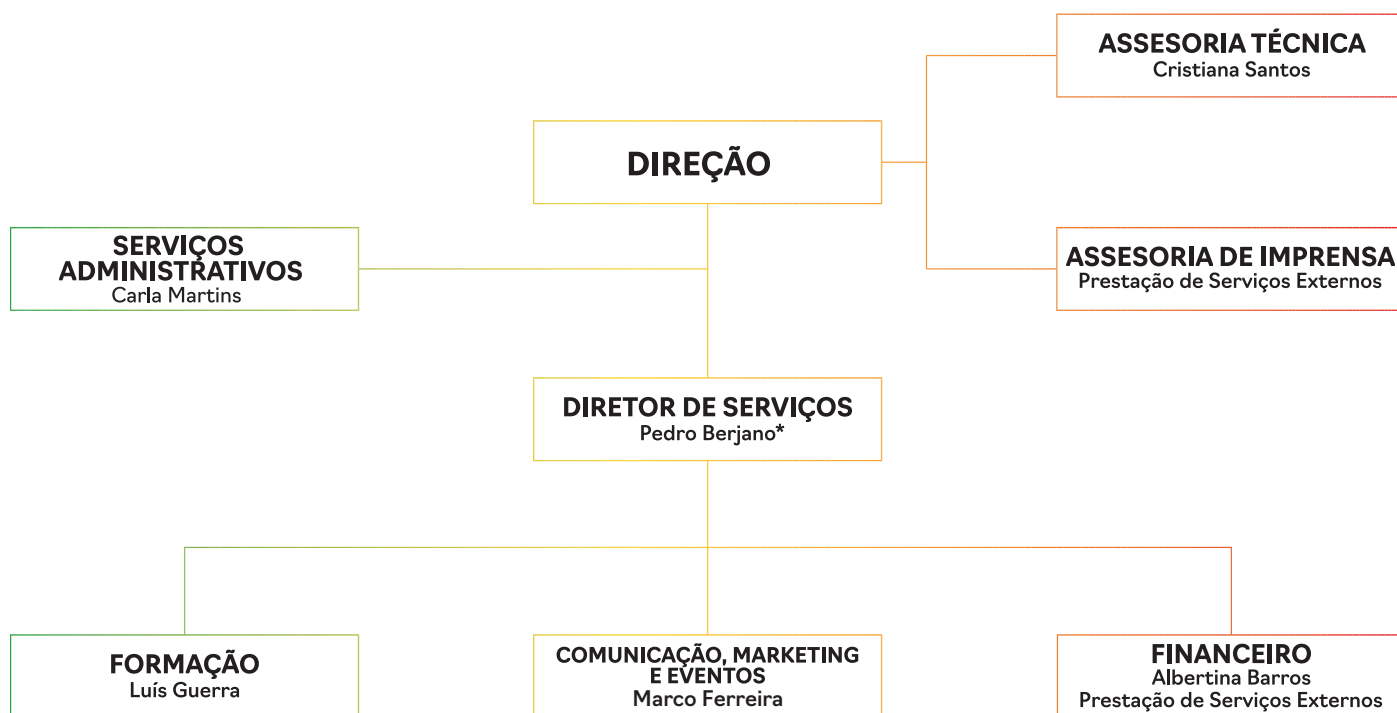 ASSESORIA TÉCNICA
Cristiana Santos
DIREÇÃO
SERVIÇOS
ADMINISTRATIVOS
Carla Martins
ASSESORIA DE IMPRENSA
Prestação de Serviços Externos
DIRETOR DE SERVIÇOS
Pedro Berjano*
FORMAÇÃO
Luís Guerra
COMUNICAÇÃO, MARKETING
E EVENTOS
Marco Ferreira
FINANCEIRO
Albertina Barros
Prestação de Serviços Externos